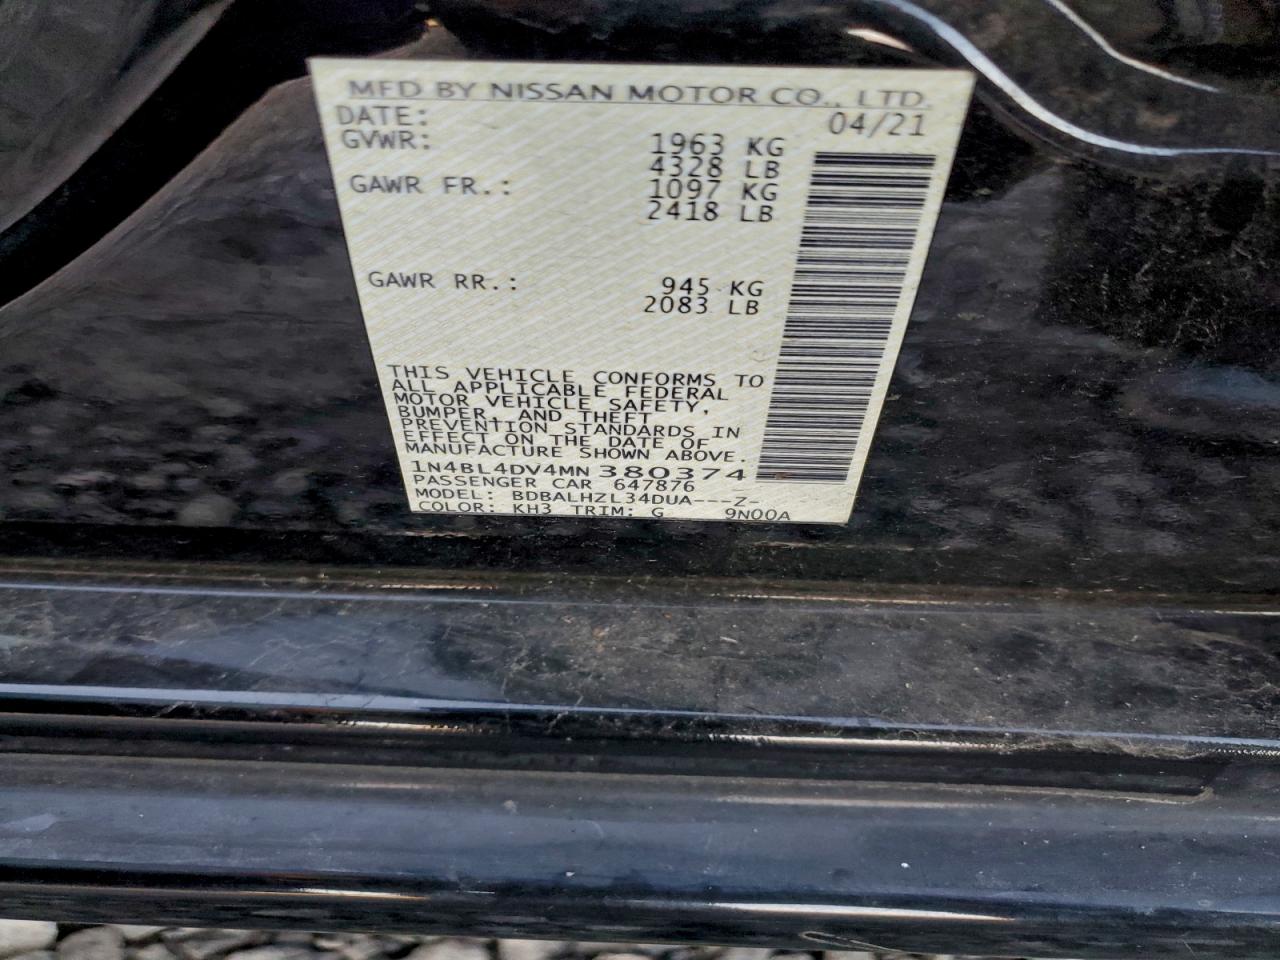 MFD BY NISSAN MOTOR CO., LTD.
DATE: 04/21
GVWR: 1963 KG
4328 LB
GAWR FR.: 1097 KG
2418 LB
GAWR RR.: 945 KG
2083 LB
THIS VEHICLE CONFORMS TO
ALL APPLICABLE FEDERAL
MOTOR VEHICLE SAFETY,
BUMPER, AND THEFT
PREVENTION STANDARDS IN
EFFECT ON THE DATE OF
MANUFACTURE SHOWN ABOVE.
1N4BL4DV4MN 380374
PASSENGER CAR 647876
MODEL: BDBALHZL34DUA---Z-
COLOR: KH3 TRIM: G 9N00A